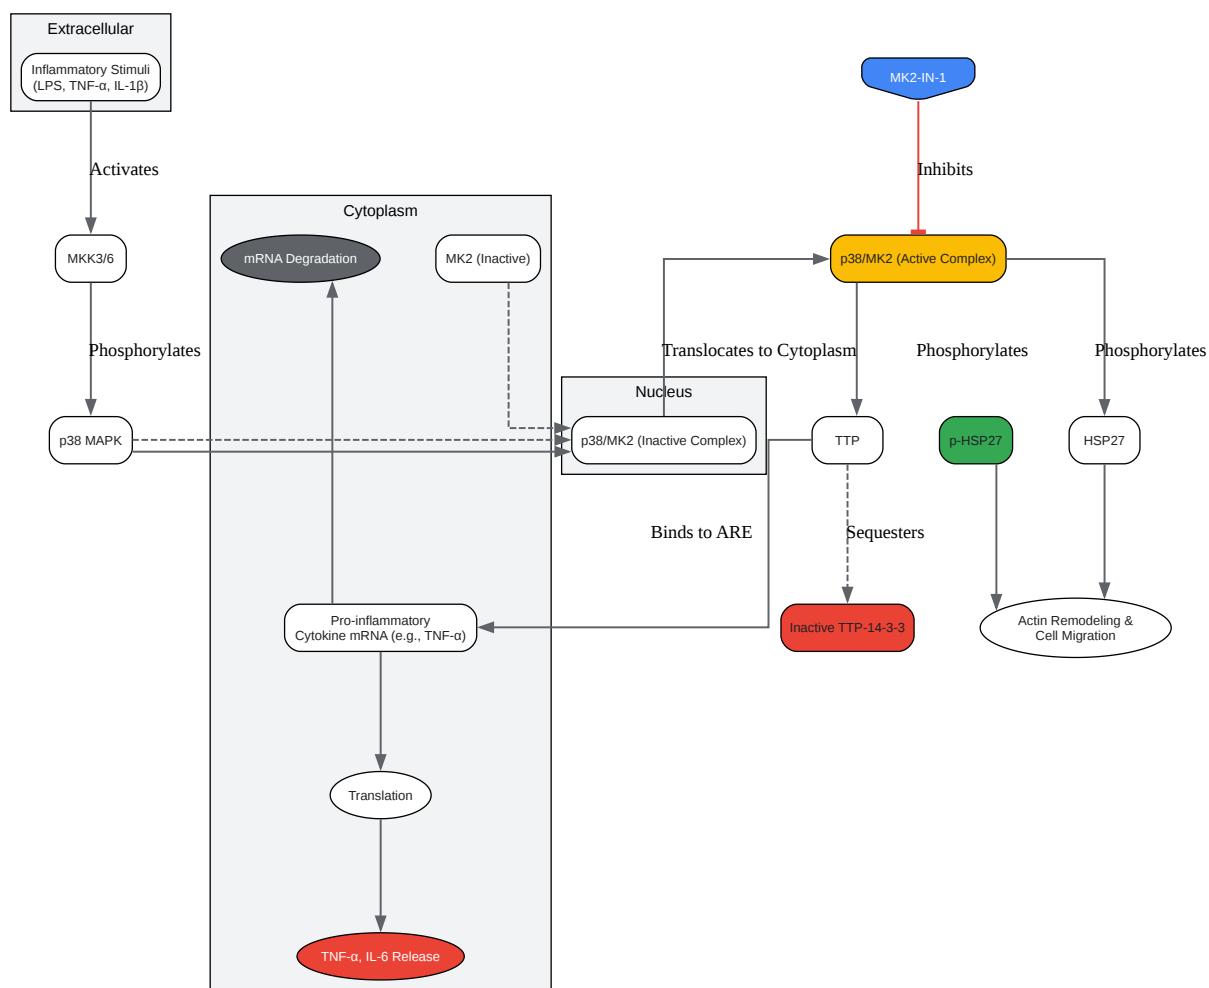 Extracellular
Inflammatory Stimuli
(LPS, TNF-α, IL-1β)
MK2-IN-1
Activates
Inhibits
Cytoplasm
MKK3/6
mRNA Degradation
MK2 (Inactive)
p38/MK2 (Active Complex)
Phosphorylates
Translocates to Cytoplasm
Phosphorylates
Phosphorylates
Nucleus
p38 MAPK
p38/MK2 (Inactive Complex)
TTP
p-HSP27
HSP27
Binds to ARE
Sequesters
Pro-inflammatory
Cytokine mRNA (e.g., TNF-α)
Inactive TTP-14-3-3
Actin Remodeling &
Cell Migration
Translation
TNF-α, IL-6 Release